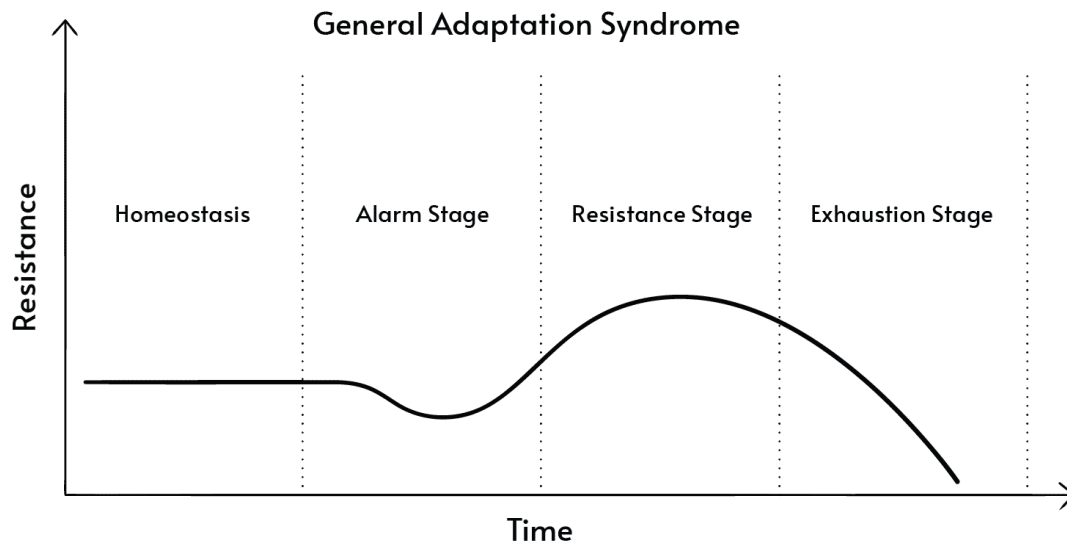 General Adaptation Syndrome
Resistance
Homeostasis
Alarm Stage
Resistance Stage
Exhaustion Stage
Time